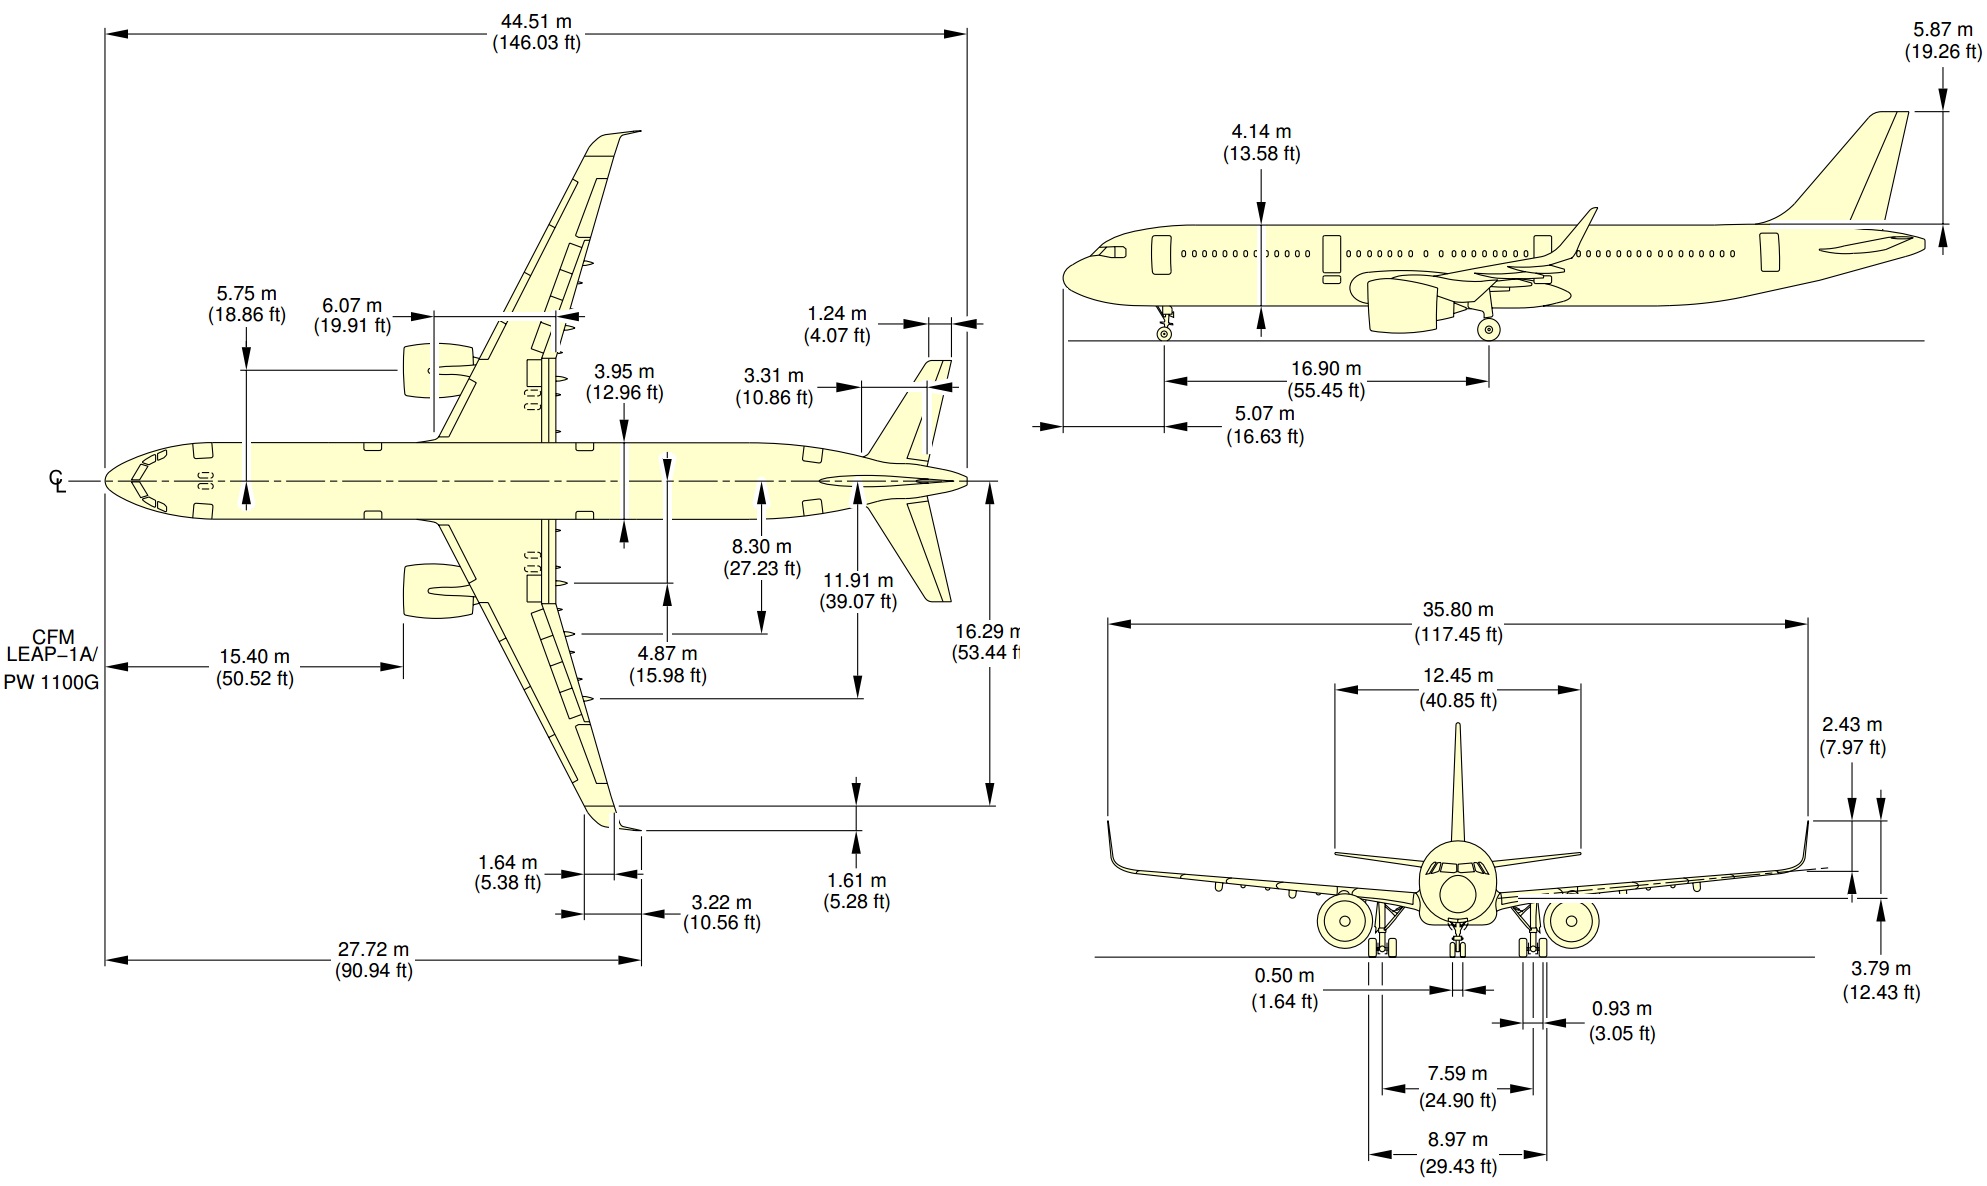 44.51 m
(146.03 ft)
5.75 m
(18.86 ft)
6.07 m
(19.91 ft)
1.24 m
(4.07 ft)
3.95 m
(12.96 ft)
3.31 m
(10.86 ft)
CL
8.30 m
(27.23 ft)
11.91 m
(39.07 ft)
16.29 m
(53.44 ft
CFM
LEAP–1A/
PW 1100G
15.40 m
(50.52 ft)
4.87 m
(15.98 ft)
1.64 m
(5.38 ft)
1.61 m
(5.28 ft)
3.22 m
(10.56 ft)
27.72 m
(90.94 ft)
5.87 m
(19.26 ft)
4.14 m
(13.58 ft)
16.90 m
(55.45 ft)
5.07 m
(16.63 ft)
35.80 m
(117.45 ft)
12.45 m
(40.85 ft)
2.43 m
(7.97 ft)
3.79 m
(12.43 ft)
0.50 m
(1.64 ft)
0.93 m
(3.05 ft)
7.59 m
(24.90 ft)
8.97 m
(29.43 ft)